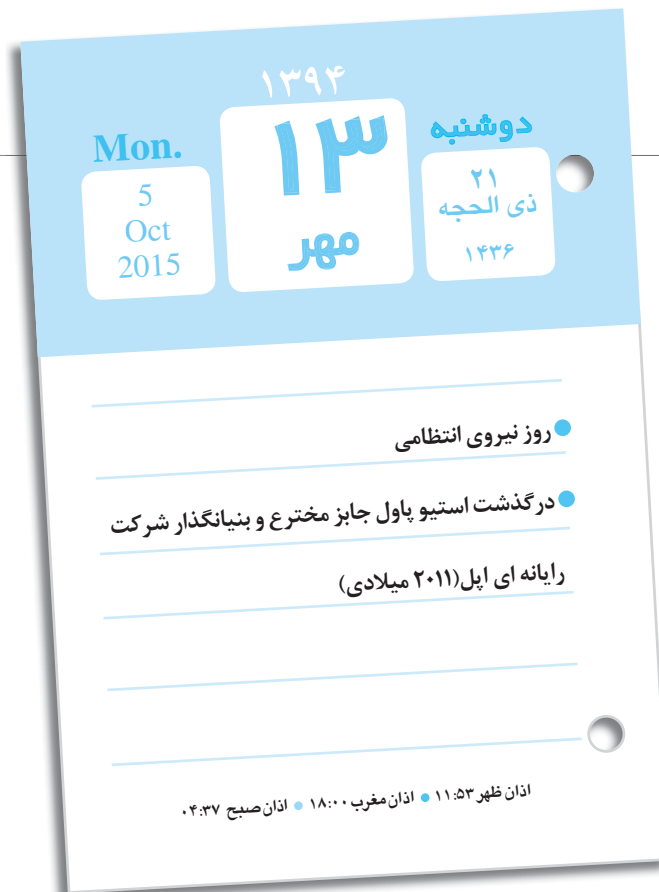 ۱۳۹۴
دوشنبه
۲۱
ذی الحجه
۱۴۳۶
۱۳
مهر
Mon.
5
Oct
2015
روز نیروی انتظامی
درگذشت استیو پاول جابز مخترع و بنیانگذار شرکت
رایانه ای اپل(۲۰۱۱ میلادی)
اذان ظهر ۱۱:۵۳ ● اذان مغرب ۱۸:۰۰ ● اذان صبح ۰۴:۳۷